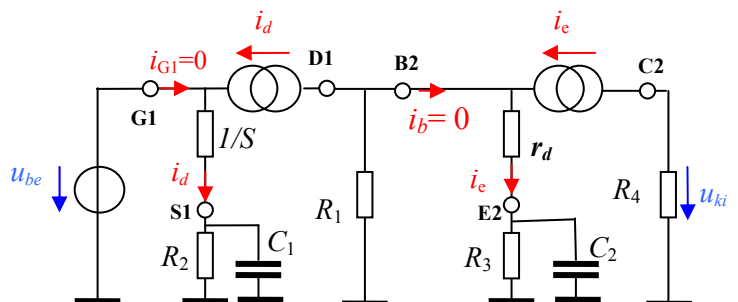 i_d
i_e
i_G1=0
D1
B2
C2
G1
i_b = 0
1/S
r_d
u_be
i_d
i_e
R_4
u_ki
S1
E2
R_1
R_2
C_1
R_3
C_2